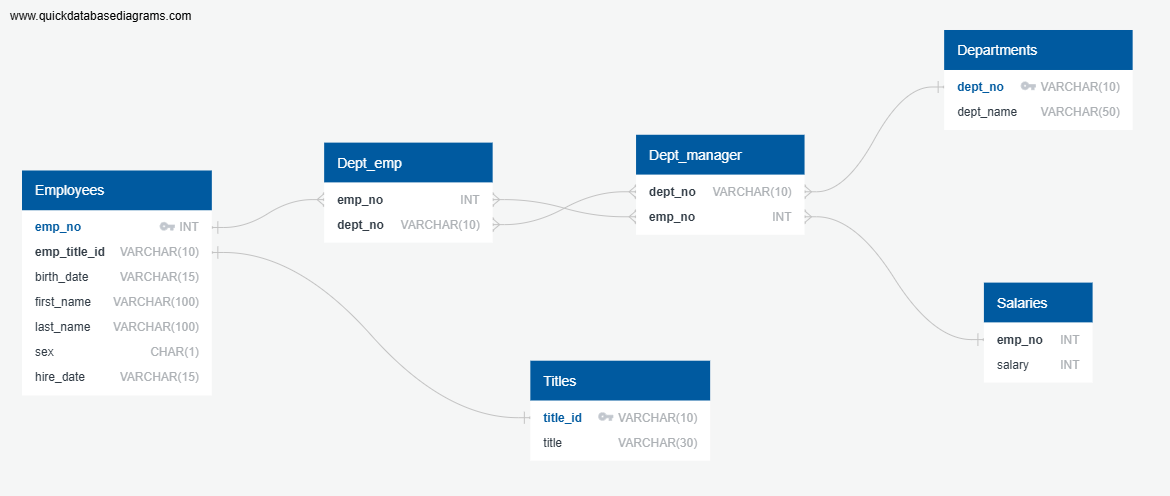 www.quickdatabasediagrams.com
Departments
dept_no VARCHAR(10)
dept_name VARCHAR(50)
Dept_manager
dept_no VARCHAR(10)
emp_no INT
Dept_emp
emp_no INT
dept_no VARCHAR(10)
Employees
emp_no INT
emp_title_id VARCHAR(10)
birth_date VARCHAR(15)
first_name VARCHAR(100)
last_name VARCHAR(100)
sex CHAR(1)
hire_date VARCHAR(15)
Salaries
emp_no INT
salary INT
Titles
title_id VARCHAR(10)
title VARCHAR(30)